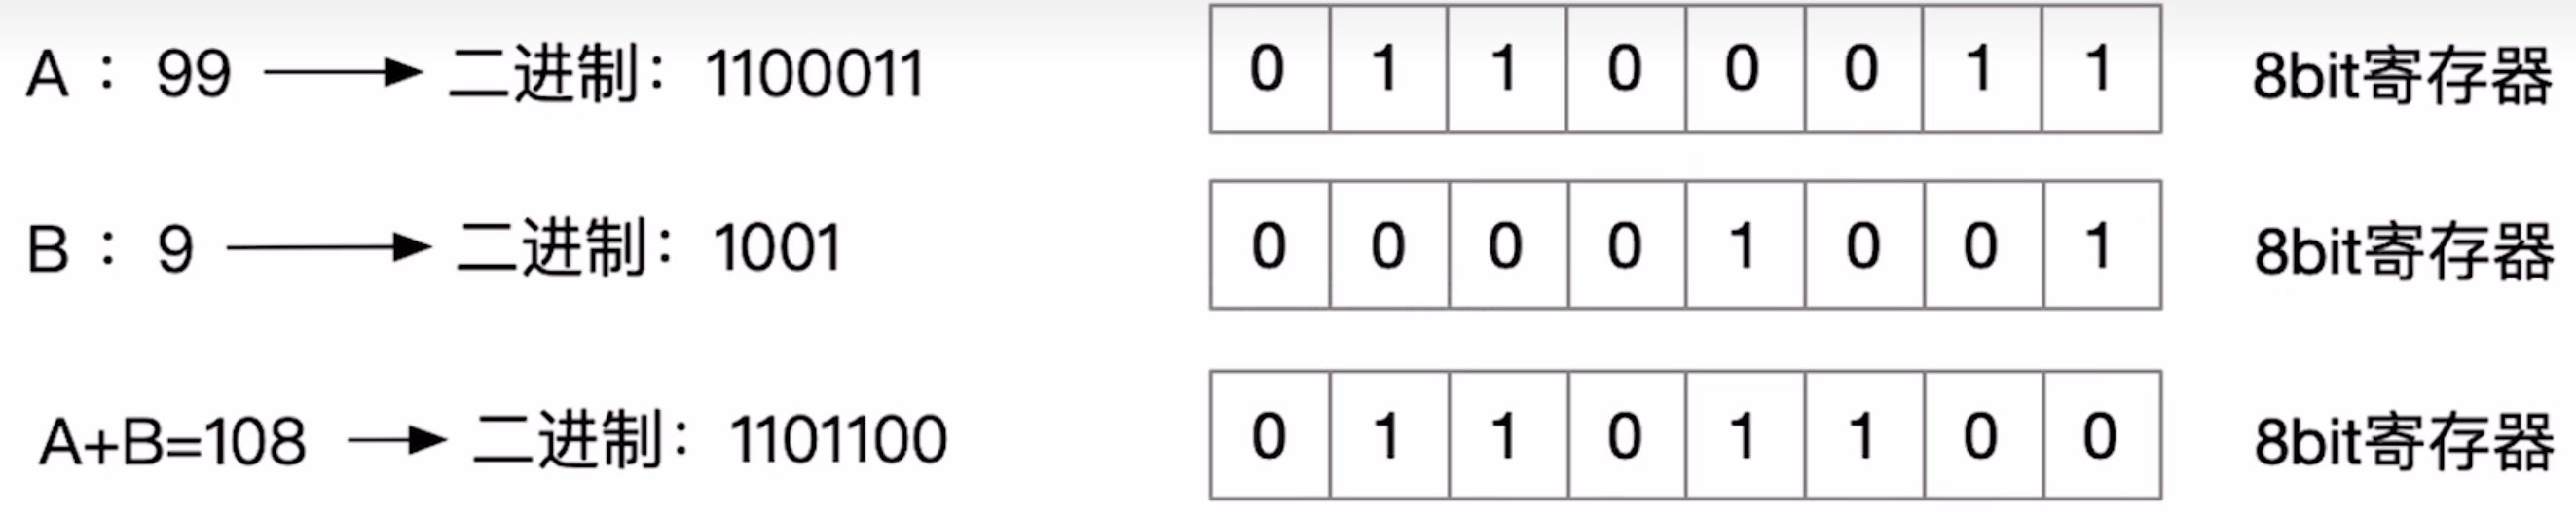 A : 99 → 二进制：1100011 0 1 1 0 0 0 1 1 8bit寄存器
B : 9 → 二进制：1001 0 0 0 0 1 0 0 1 8bit寄存器
A+B=108 → 二进制：1101100 0 1 1 0 1 1 0 0 8bit寄存器